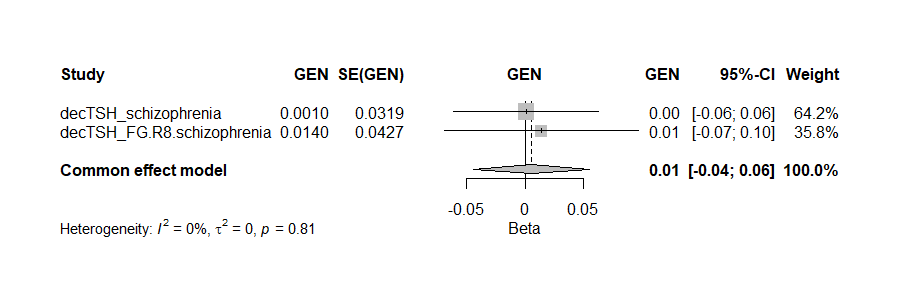 Study GEN SE(GEN) GEN GEN 95%-CI Weight
decTSH_schizophrenia 0.0010 0.0319 0.00 [-0.06; 0.06] 64.2%
decTSH_FG.R8.schizophrenia 0.0140 0.0427 0.01 [-0.07; 0.10] 35.8%
Common effect model 0.01 [-0.04; 0.06] 100.0%
-0.05 0 0.05
Heterogeneity: I² = 0%, τ² = 0, p = 0.81 Beta